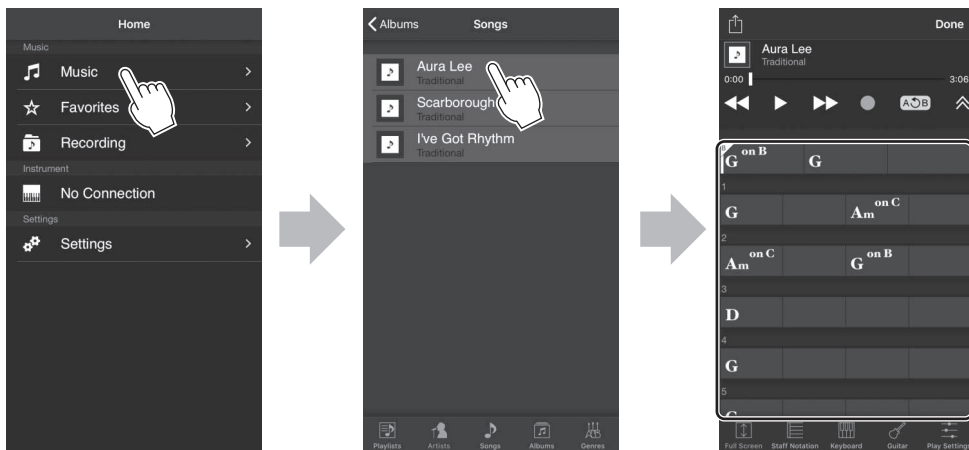 Home
Music
Music
Favorites
Recording
Instrument
No Connection
Settings
Settings
Albums Songs
Aura Lee
Traditional
Scarborough
Traditional
I've Got Rhythm
Traditional
Playlists Artists Songs Albums Genres
Done
Aura Lee
Traditional
0:00 3:06
A B
G on B G
1
G Am on C
2
Am on C G on B
3
D
4
G
5
Full Screen Staff Notation Keyboard Guitar Play Settings